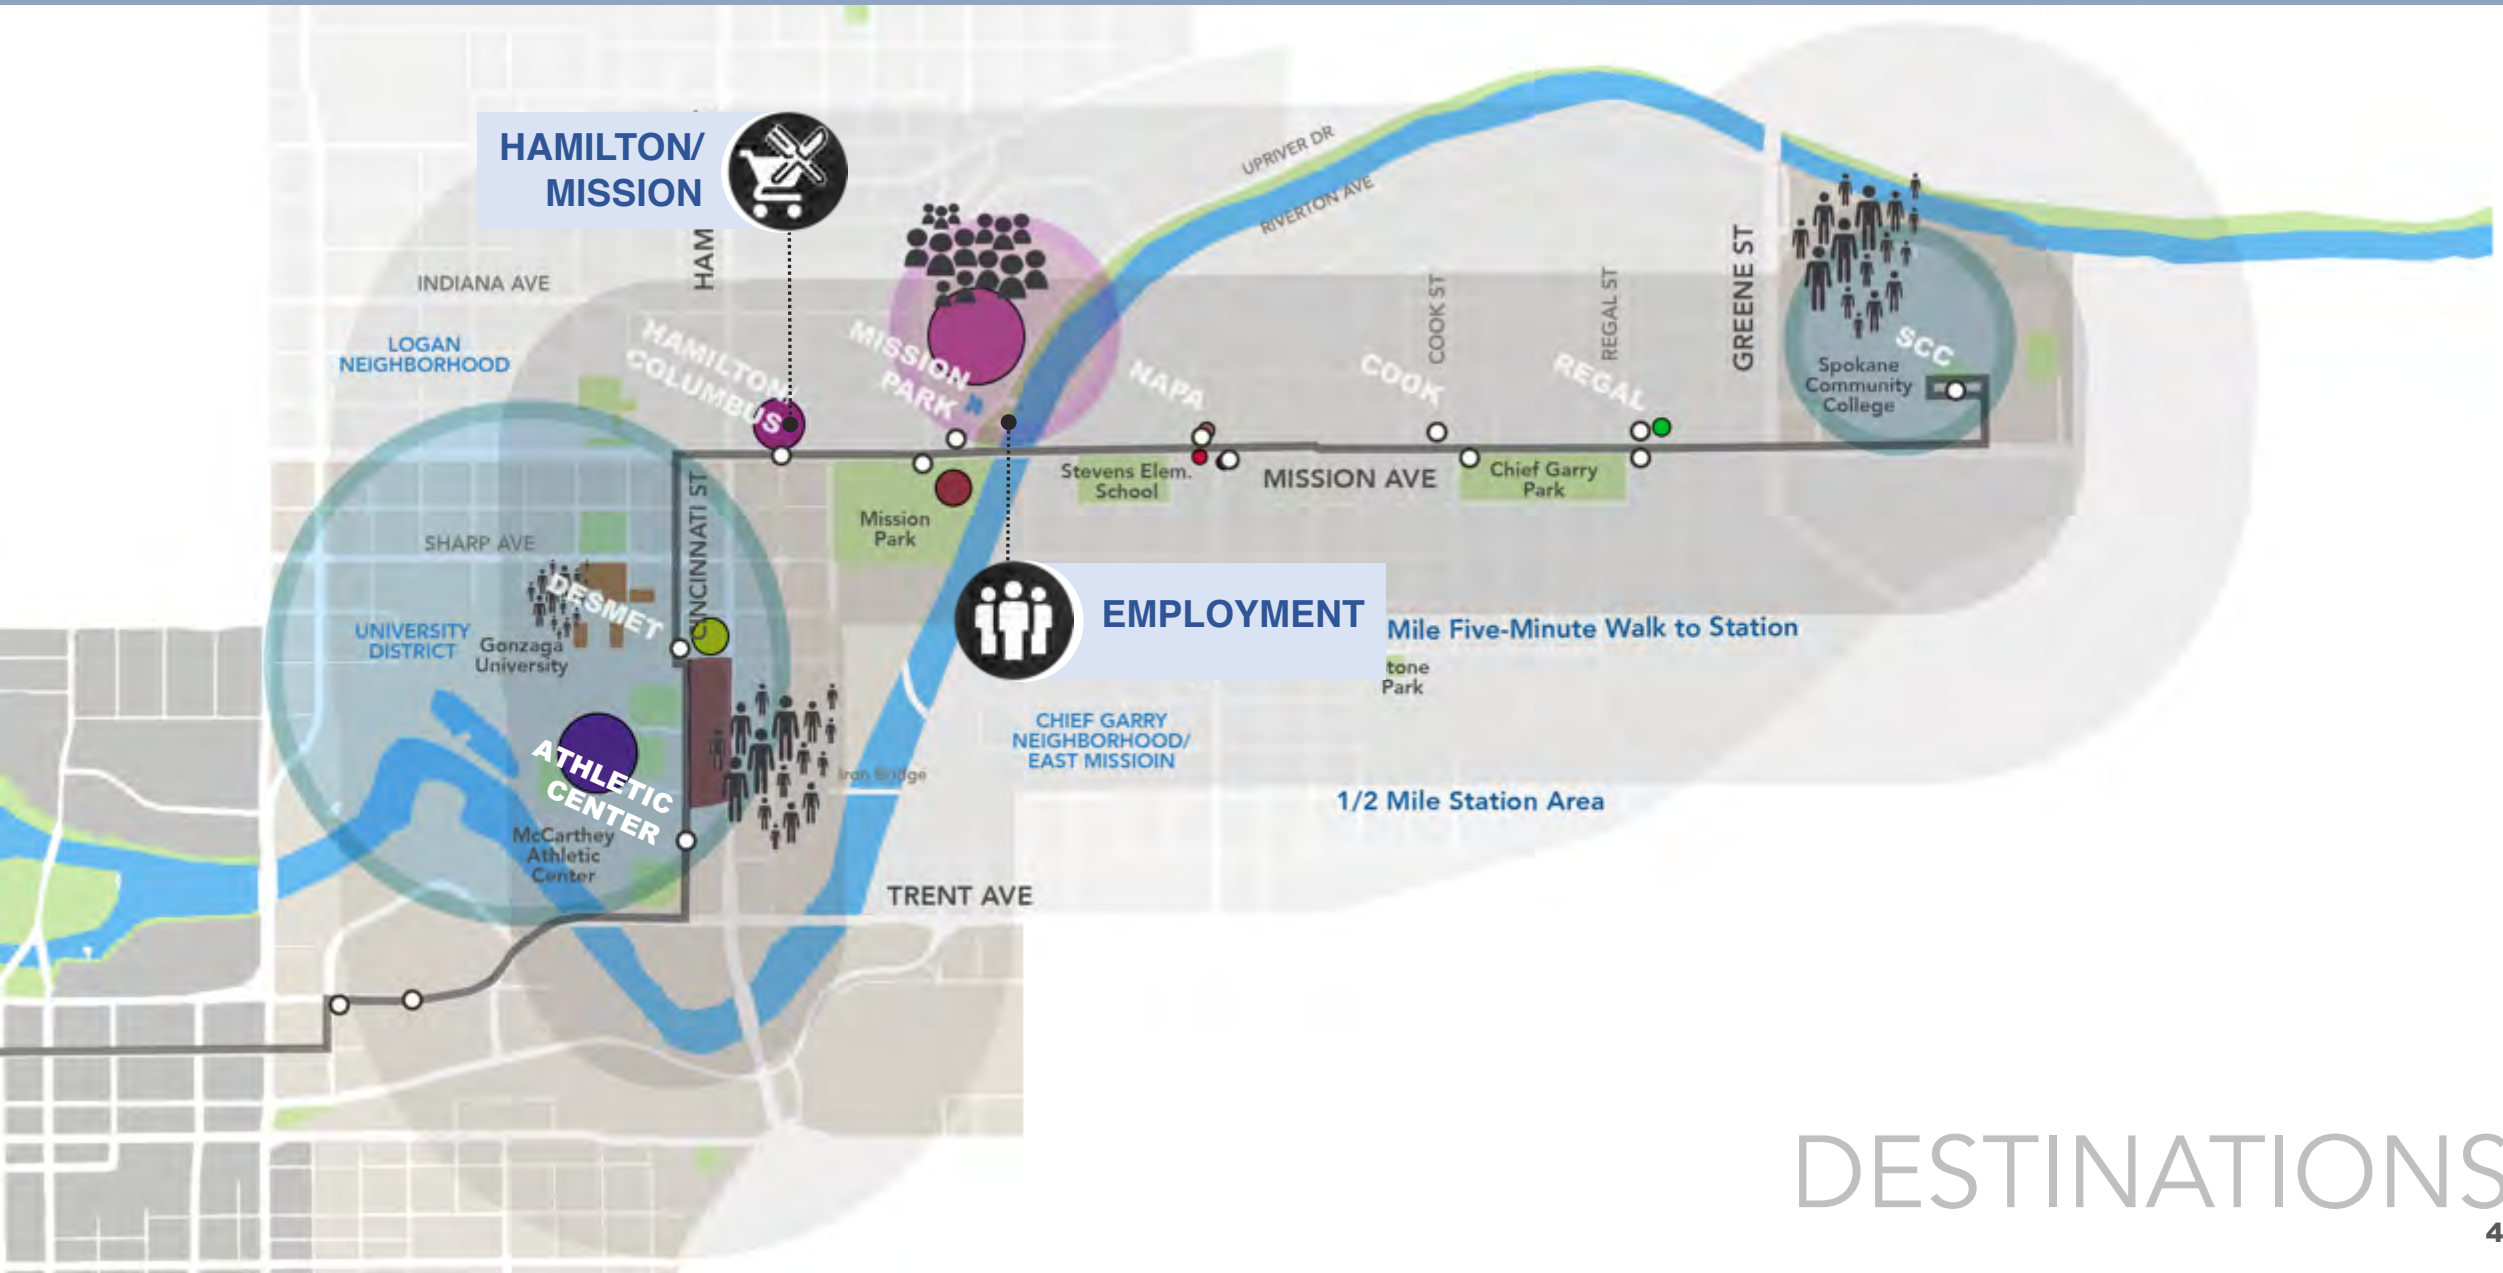 HAMILTON/
MISSION
HAM
UPRIVER DR
RIVERTON AVE
INDIANA AVE
LOGAN
NEIGHBORHOOD
HAMILTON/
COLUMBUS
MISSION
PARK
NAPA
COOK
COOK ST
REGAL
REGAL ST
GREENE ST
SCC
Spokane
Community
College
Stevens Elem.
School
MISSION AVE
Chief Garry
Park
Mission
Park
CINCINNATI ST
SHARP AVE
DESMET
UNIVERSITY
DISTRICT
Gonzaga
University
EMPLOYMENT
Mile Five-Minute Walk to Station
tone
Park
CHIEF GARRY
NEIGHBORHOOD/
EAST MISSIOIN
1/2 Mile Station Area
Iron Bridge
ATHLETIC
CENTER
McCarthey
Athletic
Center
TRENT AVE
DESTINATIONS
4